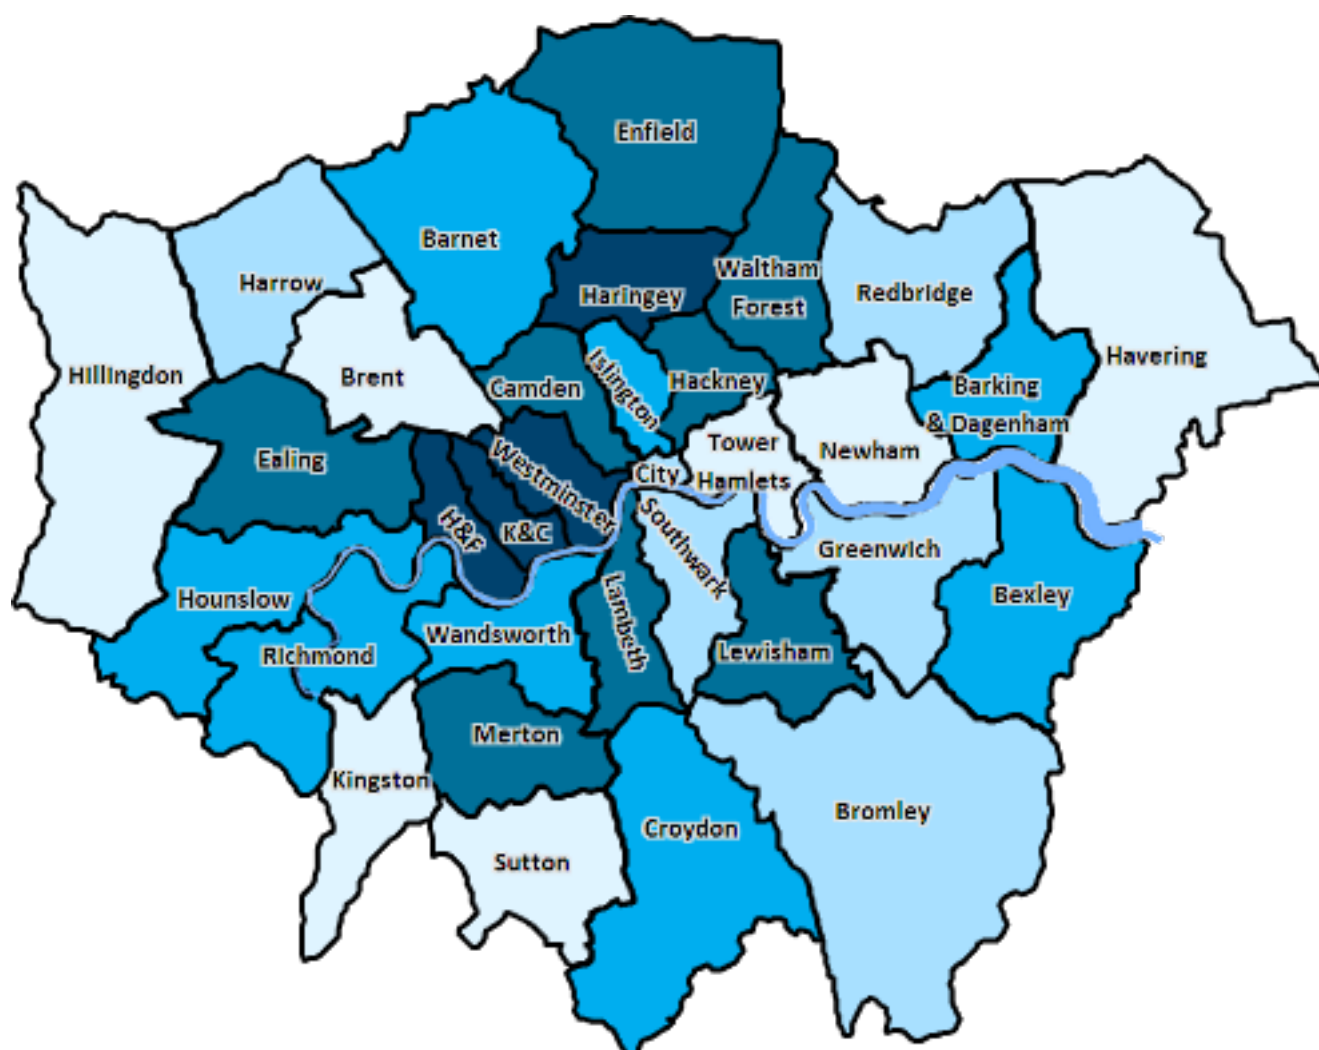 Enfield
Barnet
Waltham
Forest
Harrow
Haringey
Redbridge
Havering
Hillingdon
Brent
Camden
Islington
Hackney
Barking
& Dagenham
Ealing
Westminster
City
Tower
Hamlets
Newham
H&F
K&C
Southwark
Greenwich
Hounslow
Richmond
Wandsworth
Lambeth
Lewisham
Bexley
Merton
Kingston
Sutton
Croydon
Bromley